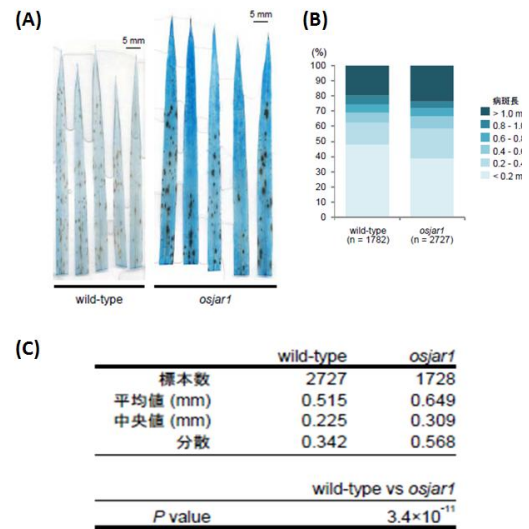 (A)
5 mm
5 mm
wild-type
osjar1
(B)
(%)
100
90
80
70
60
50
40
30
20
10
0
wild-type
(n = 1782)
osjar1
(n = 2727)
病斑長
> 1.0 m
0.8 - 1.0
0.6 - 0.8
0.4 - 0.6
0.2 - 0.4
< 0.2 m
(C)
wild-type osjar1
標本数 2727 1728
平均値 (mm) 0.515 0.649
中央値 (mm) 0.225 0.309
分散 0.342 0.568
wild-type vs osjar1
P value 3.4×10⁻¹¹